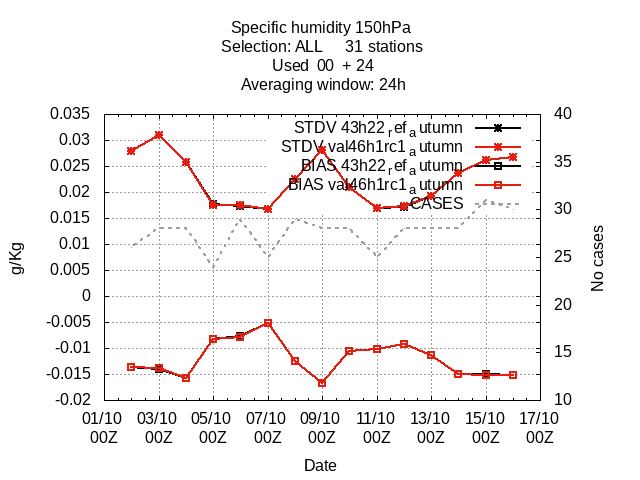 Specific humidity 150hPa
Selection: ALL     31 stations
Used  00  + 24
Averaging window: 24h
0.035
0.03
0.025
0.02
0.015
0.01
0.005
0
-0.005
-0.01
-0.015
-0.02
g/Kg
STDV 43h22_ref_autumn
STDV val46h1rc1_autumn
BIAS 43h22_ref_autumn
BIAS val46h1rc1_autumn
CASES
40
35
30
25
20
15
10
No cases
01/10 03/10 05/10 07/10 09/10 11/10 13/10 15/10 17/10
00Z 00Z 00Z 00Z 00Z 00Z 00Z 00Z 00Z
Date